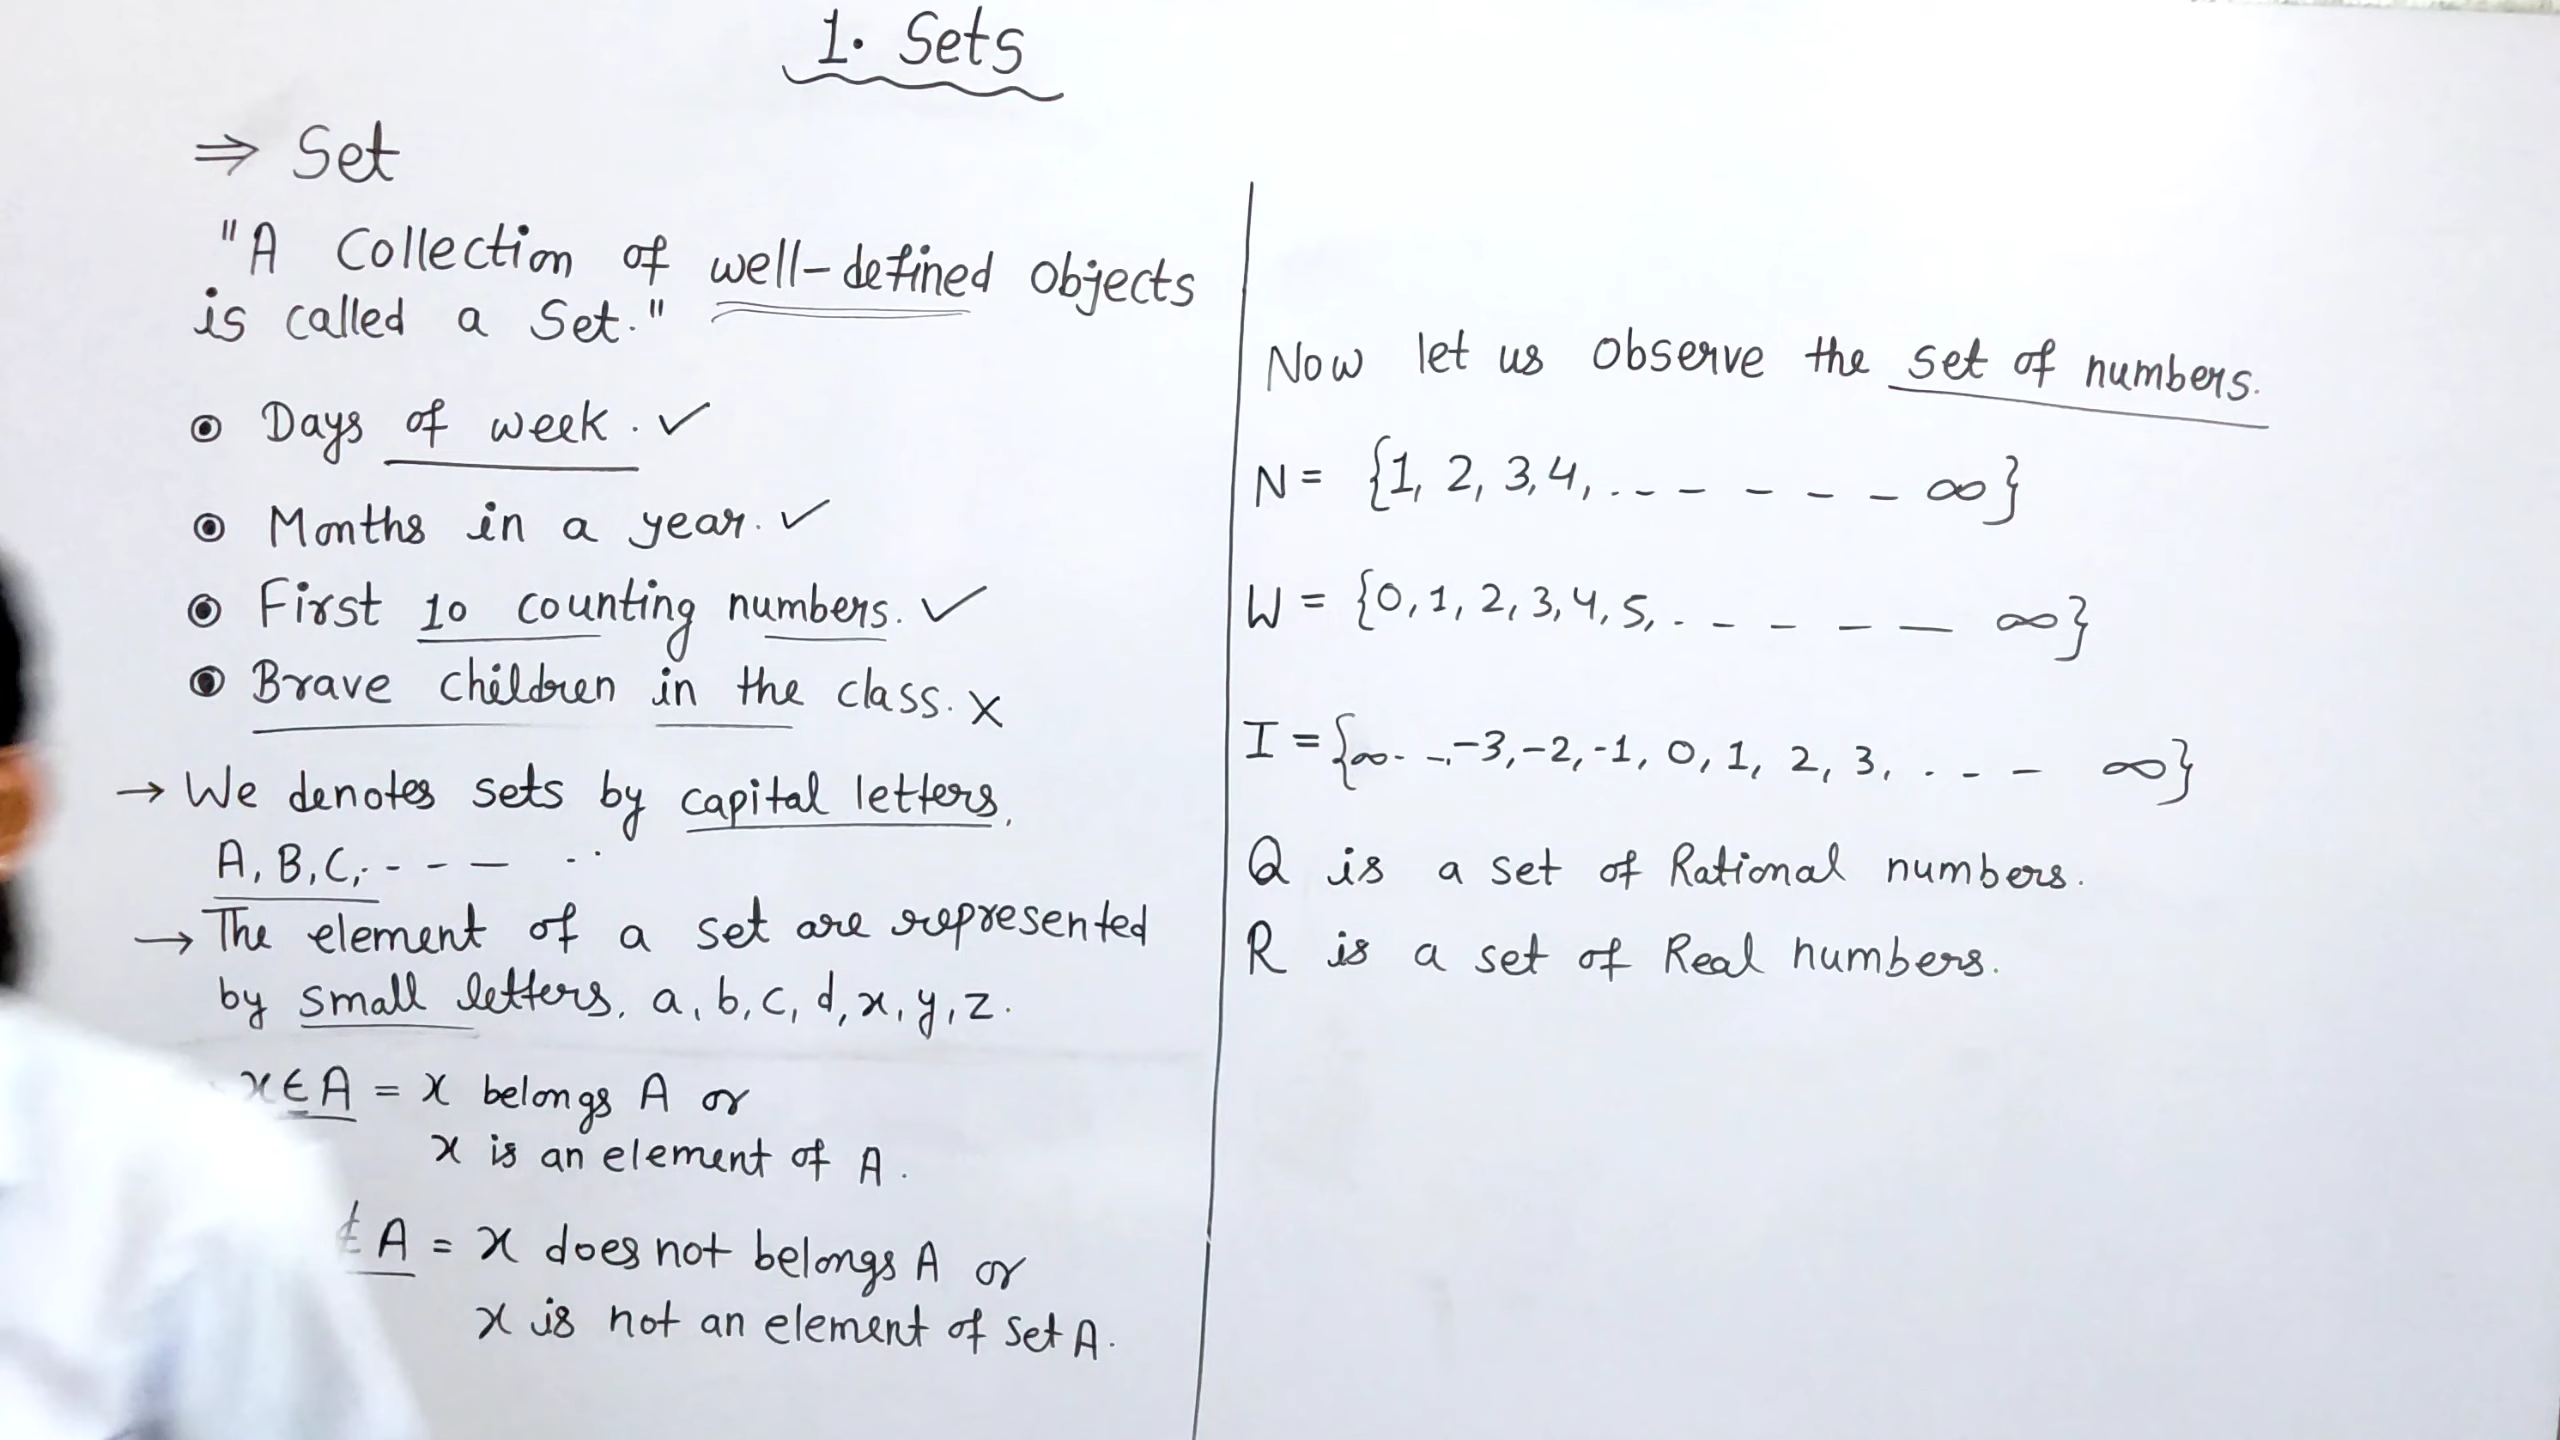 1. Sets
⇒ Set
"A Collection of well-defined objects
is called a Set."
⦿ Days of week. ✓
⦿ Months in a year. ✓
⦿ First 10 counting numbers. ✓
⦿ Brave children in the class. X
→ We denotes sets by capital letters,
A, B, C, - - - - -
→ The element of a set are represented
by small letters, a, b, c, d, x, y, z.
x∈A = x belongs A or
x is an element of A.
∉ A = x does not belongs A or
x is not an element of set A.
Now let us observe the set of numbers.
N = {1, 2, 3, 4, . - - - - - - ∞}
W = {0, 1, 2, 3, 4, 5, . - - - - ∞}
I = {∞- -, -3, -2, -1, 0, 1, 2, 3, . - - ∞}
Q is a set of Rational numbers.
R is a set of Real numbers.